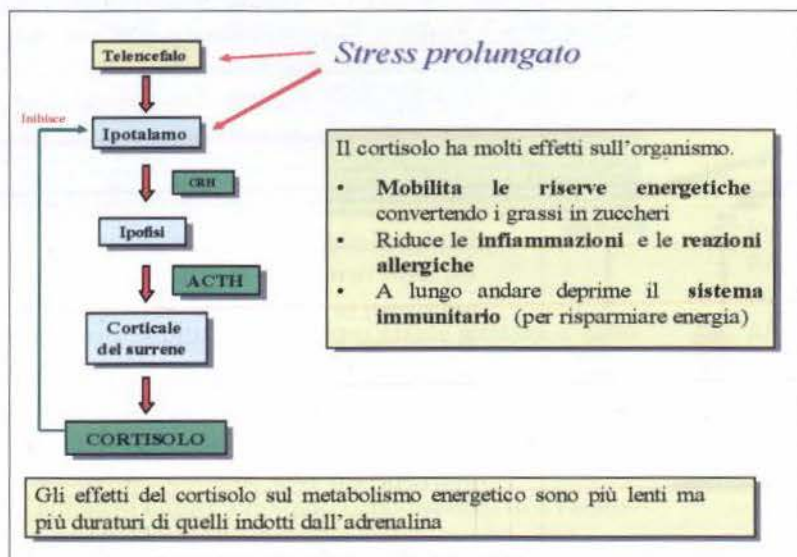 Telencefalo
Stress prolungato
Inibisce
Ipotalamo
CRH
Ipofisi
ACTH
Corticale
del surrene
CORTISOLO
Il cortisolo ha molti effetti sull'organismo.
• Mobilita le riserve energetiche
convertendo i grassi in zuccheri
• Riduce le infiammazioni e le reazioni
allergiche
• A lungo andare deprime il sistema
immunitario (per risparmiare energia)
Gli effetti del cortisolo sul metabolismo energetico sono più lenti ma
più duraturi di quelli indotti dall'adrenalina